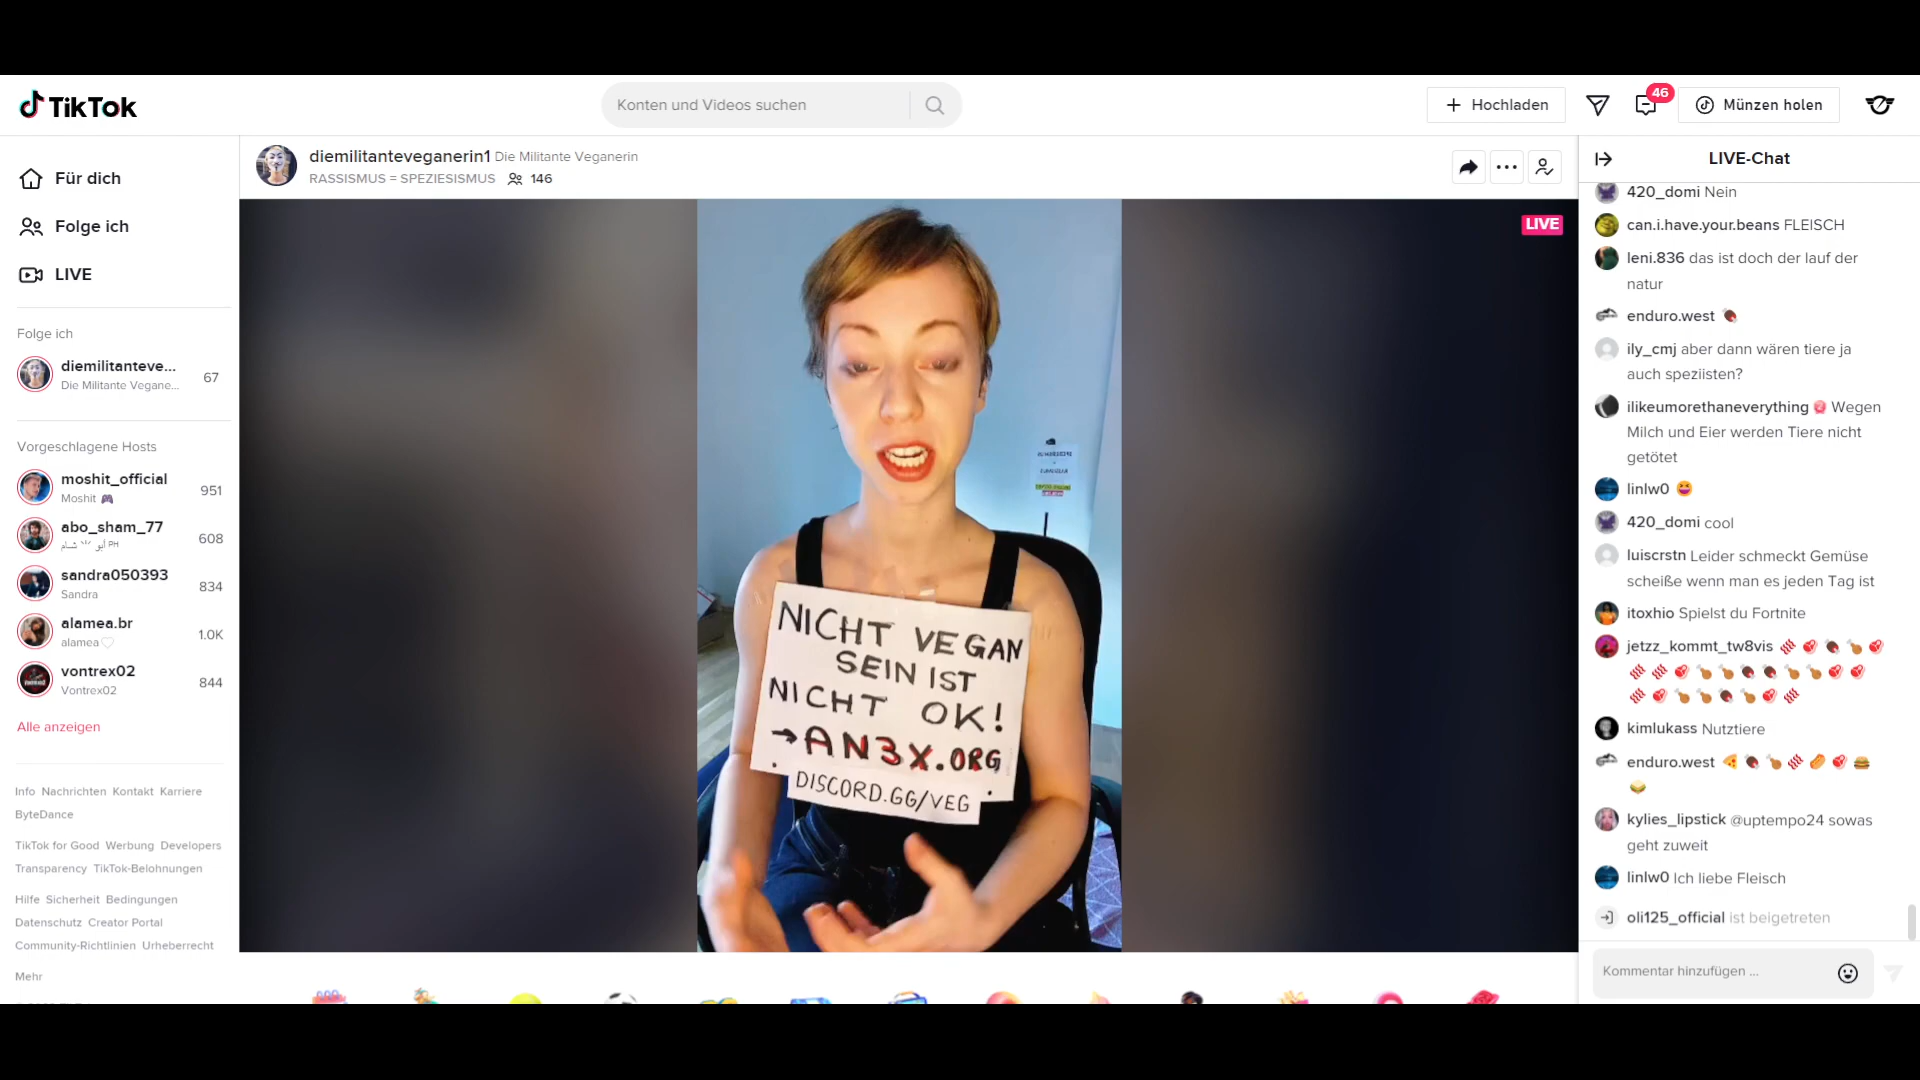 TikTok
Konten und Videos suchen
Hochladen
46
Münzen holen
Für dich
Folge ich
LIVE
Folge ich
diemilitanteve...
Die Militante Vegane...
67
Vorgeschlagene Hosts
moshit_official
Moshit 🎮
951
abo_sham_77
608
sandra050393
Sandra
834
alamea.br
alamea🤍
1.0K
vontrex02
Vontrex02
844
Alle anzeigen
Info Nachrichten Kontakt Karriere
ByteDance
TikTok for Good Werbung Developers
Transparency TikTok-Belohnungen
Hilfe Sicherheit Bedingungen
Datenschutz Creator Portal
Community-Richtlinien Urheberrecht
Mehr
diemilitanteveganerin1 Die Militante Veganerin
RASSISMUS = SPEZIESISMUS 146
LIVE
NICHT VEGAN
SEIN IST
NICHT OK!
→AN3X.ORG
DISCORD.GG/VEG
LIVE-Chat
420_domi Nein
can.i.have.your.beans FLEISCH
leni.836 das ist doch der lauf der
natur
enduro.west 🍖
ily_cmj aber dann wären tiere ja
auch speziisten?
ilikeumorethaneverything Wegen
Milch und Eier werden Tiere nicht
getötet
linlw0 😆
420_domi cool
luiscrstn Leider schmeckt Gemüse
scheiße wenn man es jeden Tag ist
itoxhio Spielst du Fortnite
jetzz_kommt_tw8vis 🥓🥩🍖🍗🥩
🥓🥓🥩🍗🍗🍖🍖🍗🍗🥩🥩
🥓🥩🍗🍗🍖🍗🥩🥓
kimlukass Nutztiere
enduro.west 🍕🍖🍗🥓🌭🥩🍔
🥪
kylies_lipstick @uptempo24 sowas
geht zuweit
linlw0 Ich liebe Fleisch
oli125_official ist beigetreten
Kommentar hinzufügen ...